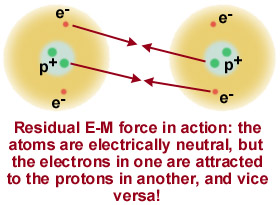 e- e-
p+ p+
e- e-
Residual E-M force in action: the
atoms are electrically neutral, but
the electrons in one are attracted
to the protons in another, and vice
versa!